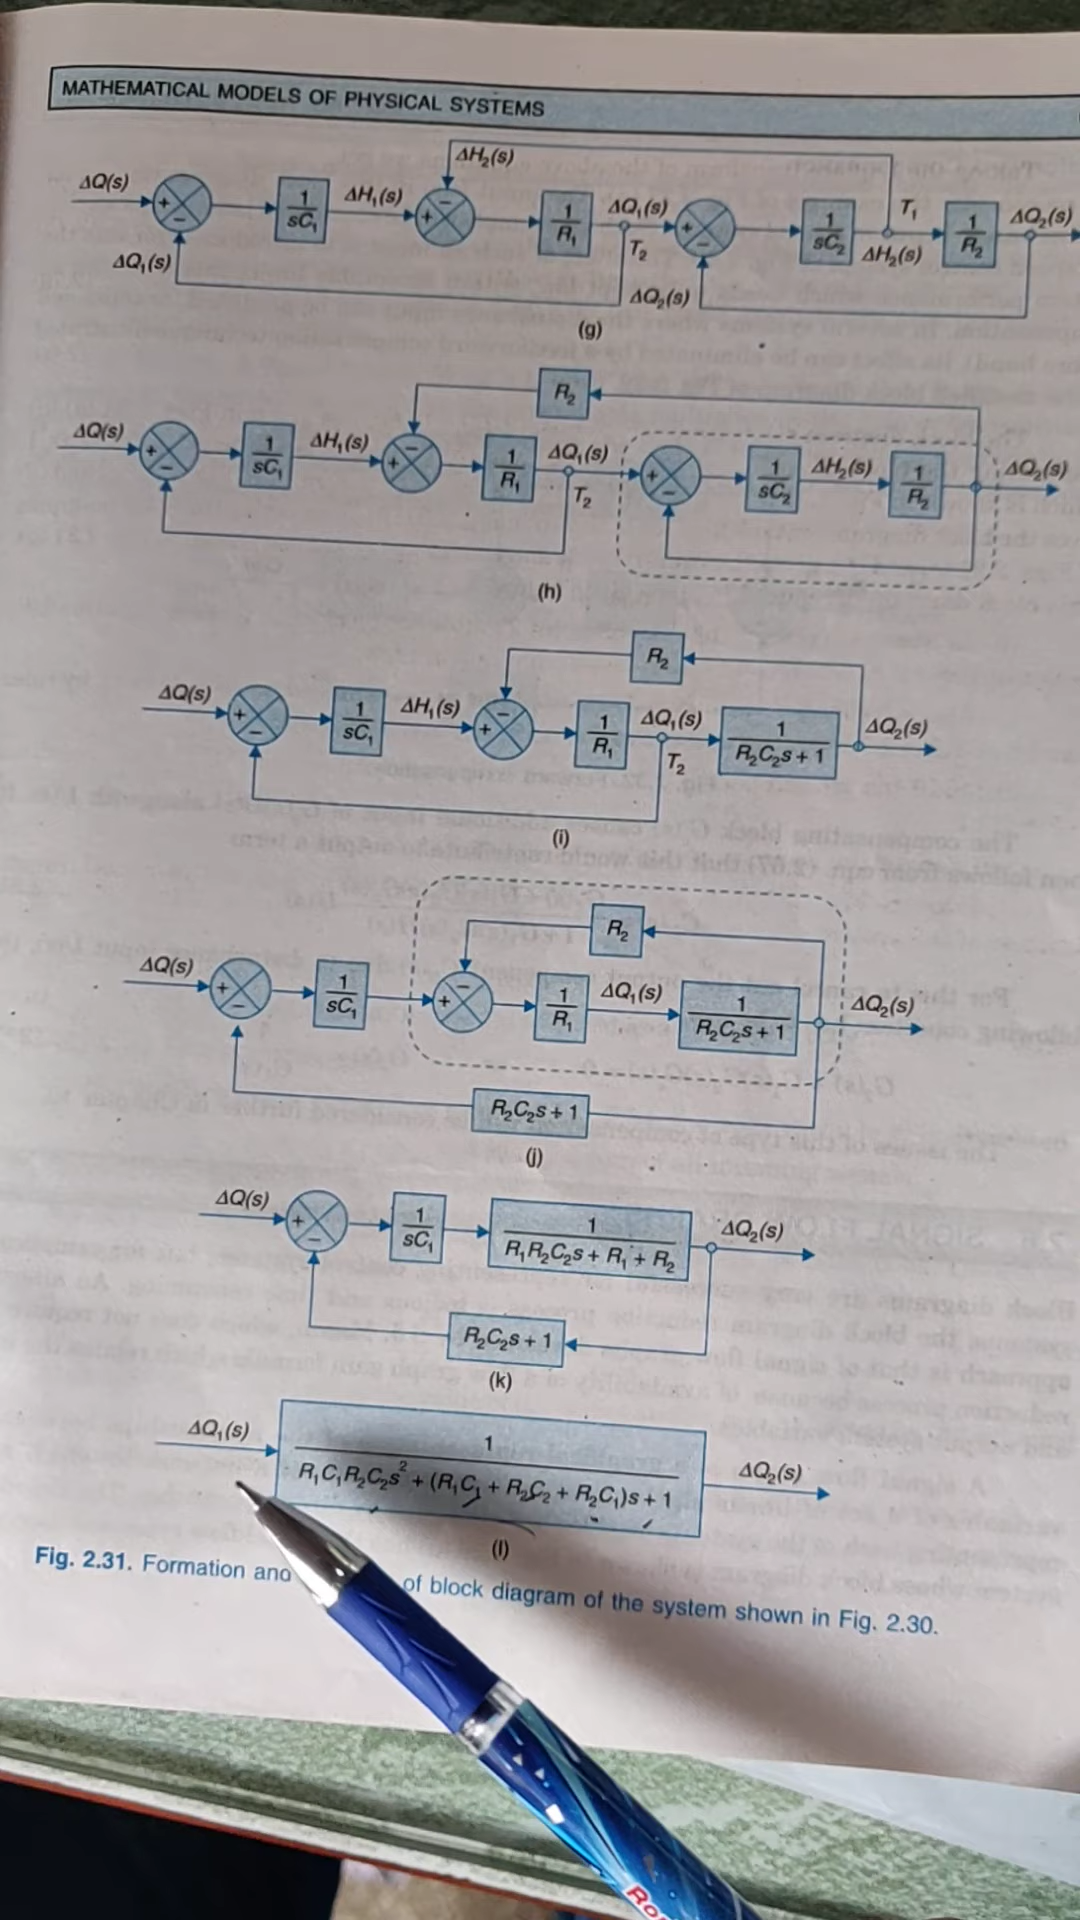 MATHEMATICAL MODELS OF PHYSICAL SYSTEMS
ΔH₂(s)
ΔQ(s) + − 1/sC₁ ΔH₁(s) + − 1/R₁ ΔQ₁(s) + − 1/sC₂ T₁ 1/R₂ ΔQ₂(s)
T₂ ΔH₂(s)
ΔQ₁(s) ΔQ₂(s)
(g)
R₂
ΔQ(s) + − 1/sC₁ ΔH₁(s) + − 1/R₁ ΔQ₁(s) + − 1/sC₂ ΔH₂(s) 1/R₂ ΔQ₂(s)
T₂
(h)
R₂
ΔQ(s) + − 1/sC₁ ΔH₁(s) + − 1/R₁ ΔQ₁(s) 1/R₂C₂s + 1 ΔQ₂(s)
T₂
(i)
R₂
ΔQ(s) + − 1/sC₁ + − 1/R₁ ΔQ₁(s) 1/R₂C₂s + 1 ΔQ₂(s)
R₂C₂s + 1
(j)
ΔQ(s) + − 1/sC₁ 1/R₁R₂C₂s + R₁ + R₂ ΔQ₂(s)
R₂C₂s + 1
(k)
ΔQ₁(s) 1/R₁C₁R₂C₂s² + (R₁C₁ + R₂C₂ + R₂C₁)s + 1 ΔQ₂(s)
(l)
Fig. 2.31. Formation and of block diagram of the system shown in Fig. 2.30.